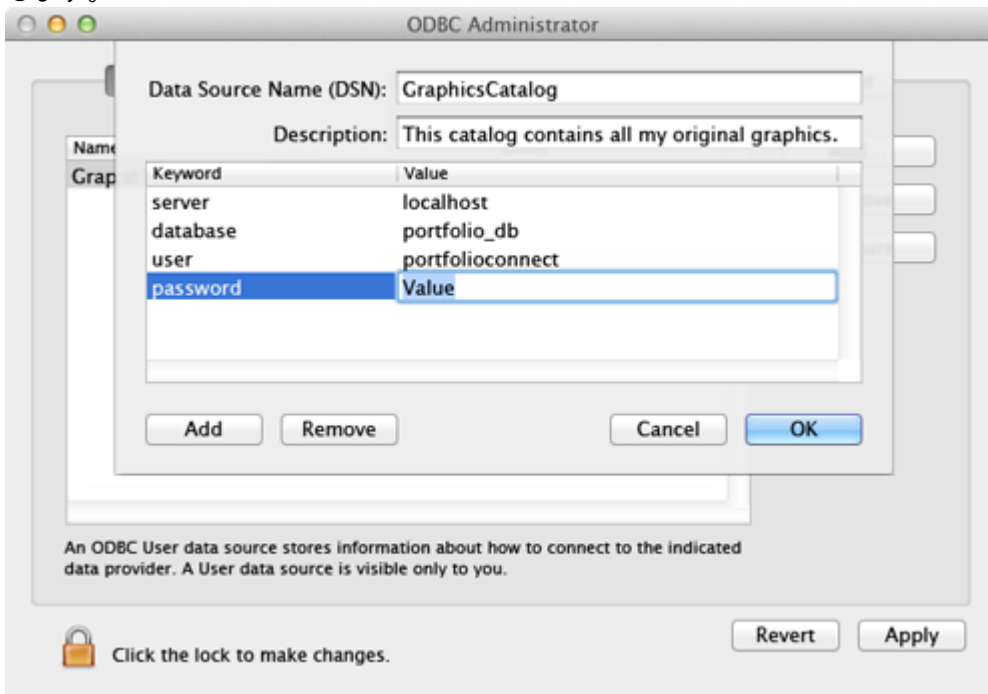 ODBC Administrator
Data Source Name (DSN): GraphicsCatalog
Description: This catalog contains all my original graphics.
Name
Grap
Keyword Value
server localhost
database portfolio_db
user portfolioconnect
password Value
Add Remove Cancel OK
An ODBC User data source stores information about how to connect to the indicated
data provider. A User data source is visible only to you.
Click the lock to make changes.
Revert Apply